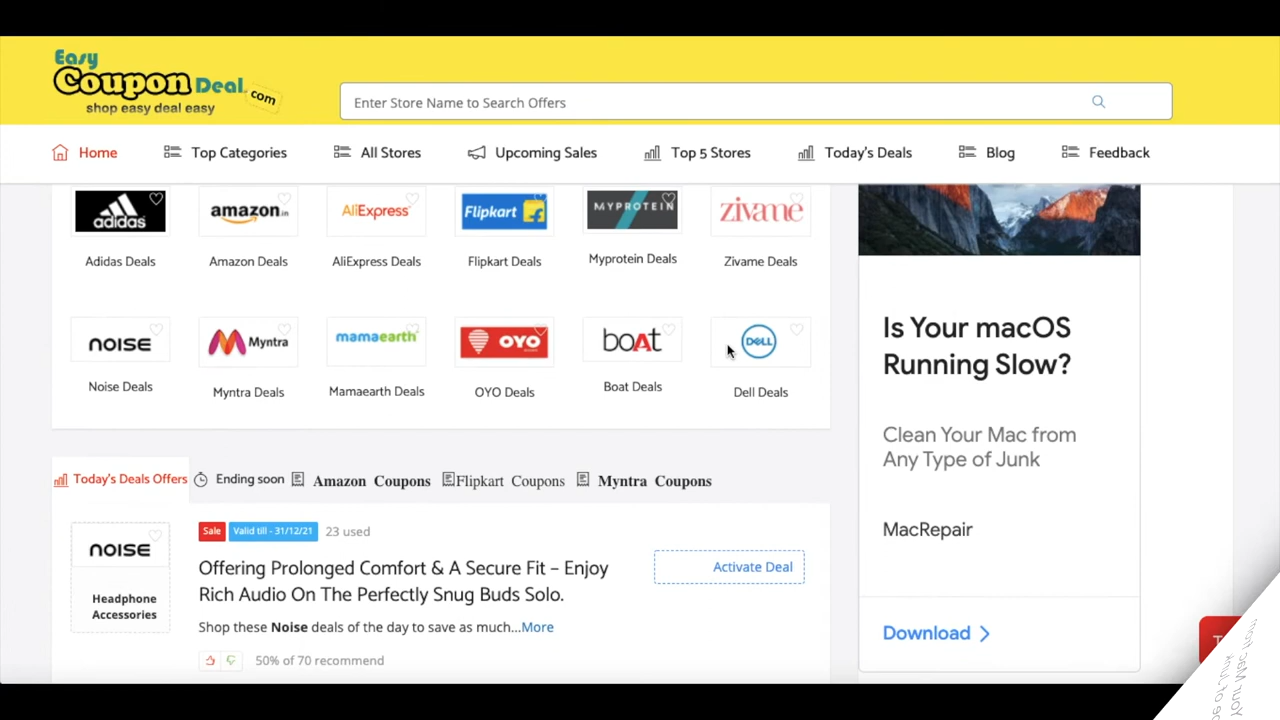 Easy
Coupon Deal.com
shop easy deal easy
Enter Store Name to Search Offers
Home
Top Categories
All Stores
Upcoming Sales
Top 5 Stores
Today's Deals
Blog
Feedback
adidas
amazon.in
AliExpress
Flipkart
MYPROTEIN
zivame
Adidas Deals
Amazon Deals
AliExpress Deals
Flipkart Deals
Myprotein Deals
Zivame Deals
noise
Myntra
mamaearth
OYO
boAt
DELL
Noise Deals
Myntra Deals
Mamaearth Deals
OYO Deals
Boat Deals
Dell Deals
Is Your macOS
Running Slow?
Clean Your Mac from
Any Type of Junk
MacRepair
Download
Today's Deals Offers
Ending soon
Amazon Coupons
Flipkart Coupons
Myntra Coupons
noise
Headphone
Accessories
Sale
Valid till - 31/12/21
23 used
Offering Prolonged Comfort & A Secure Fit – Enjoy
Rich Audio On The Perfectly Snug Buds Solo.
Shop these Noise deals of the day to save as much...More
50% of 70 recommend
Activate Deal